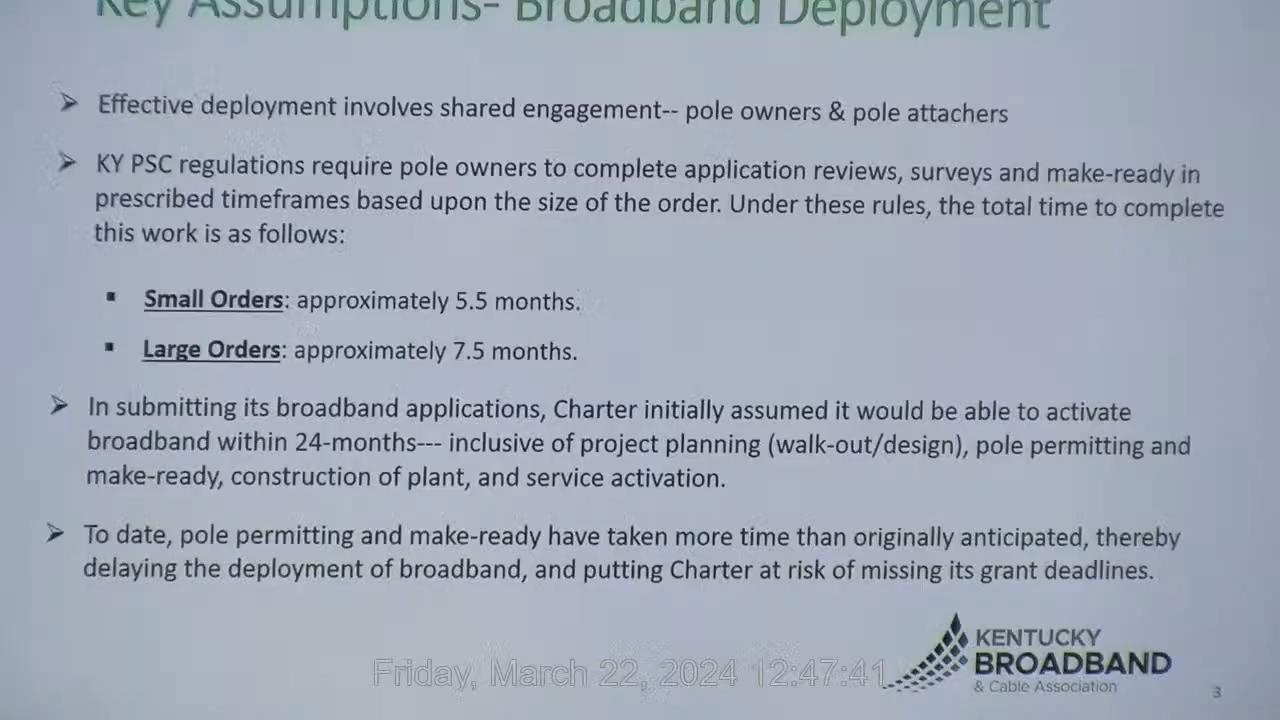 Key Assumptions- Broadband Deployment
➢ Effective deployment involves shared engagement-- pole owners & pole attachers
➢ KY PSC regulations require pole owners to complete application reviews, surveys and make-ready in
prescribed timeframes based upon the size of the order. Under these rules, the total time to complete
this work is as follows:
▪ Small Orders: approximately 5.5 months.
▪ Large Orders: approximately 7.5 months.
➢ In submitting its broadband applications, Charter initially assumed it would be able to activate
broadband within 24-months--- inclusive of project planning (walk-out/design), pole permitting and
make-ready, construction of plant, and service activation.
➢ To date, pole permitting and make-ready have taken more time than originally anticipated, thereby
delaying the deployment of broadband, and putting Charter at risk of missing its grant deadlines.
KENTUCKY
BROADBAND
& Cable Association
Friday, March 22, 2024 12:47:41
3